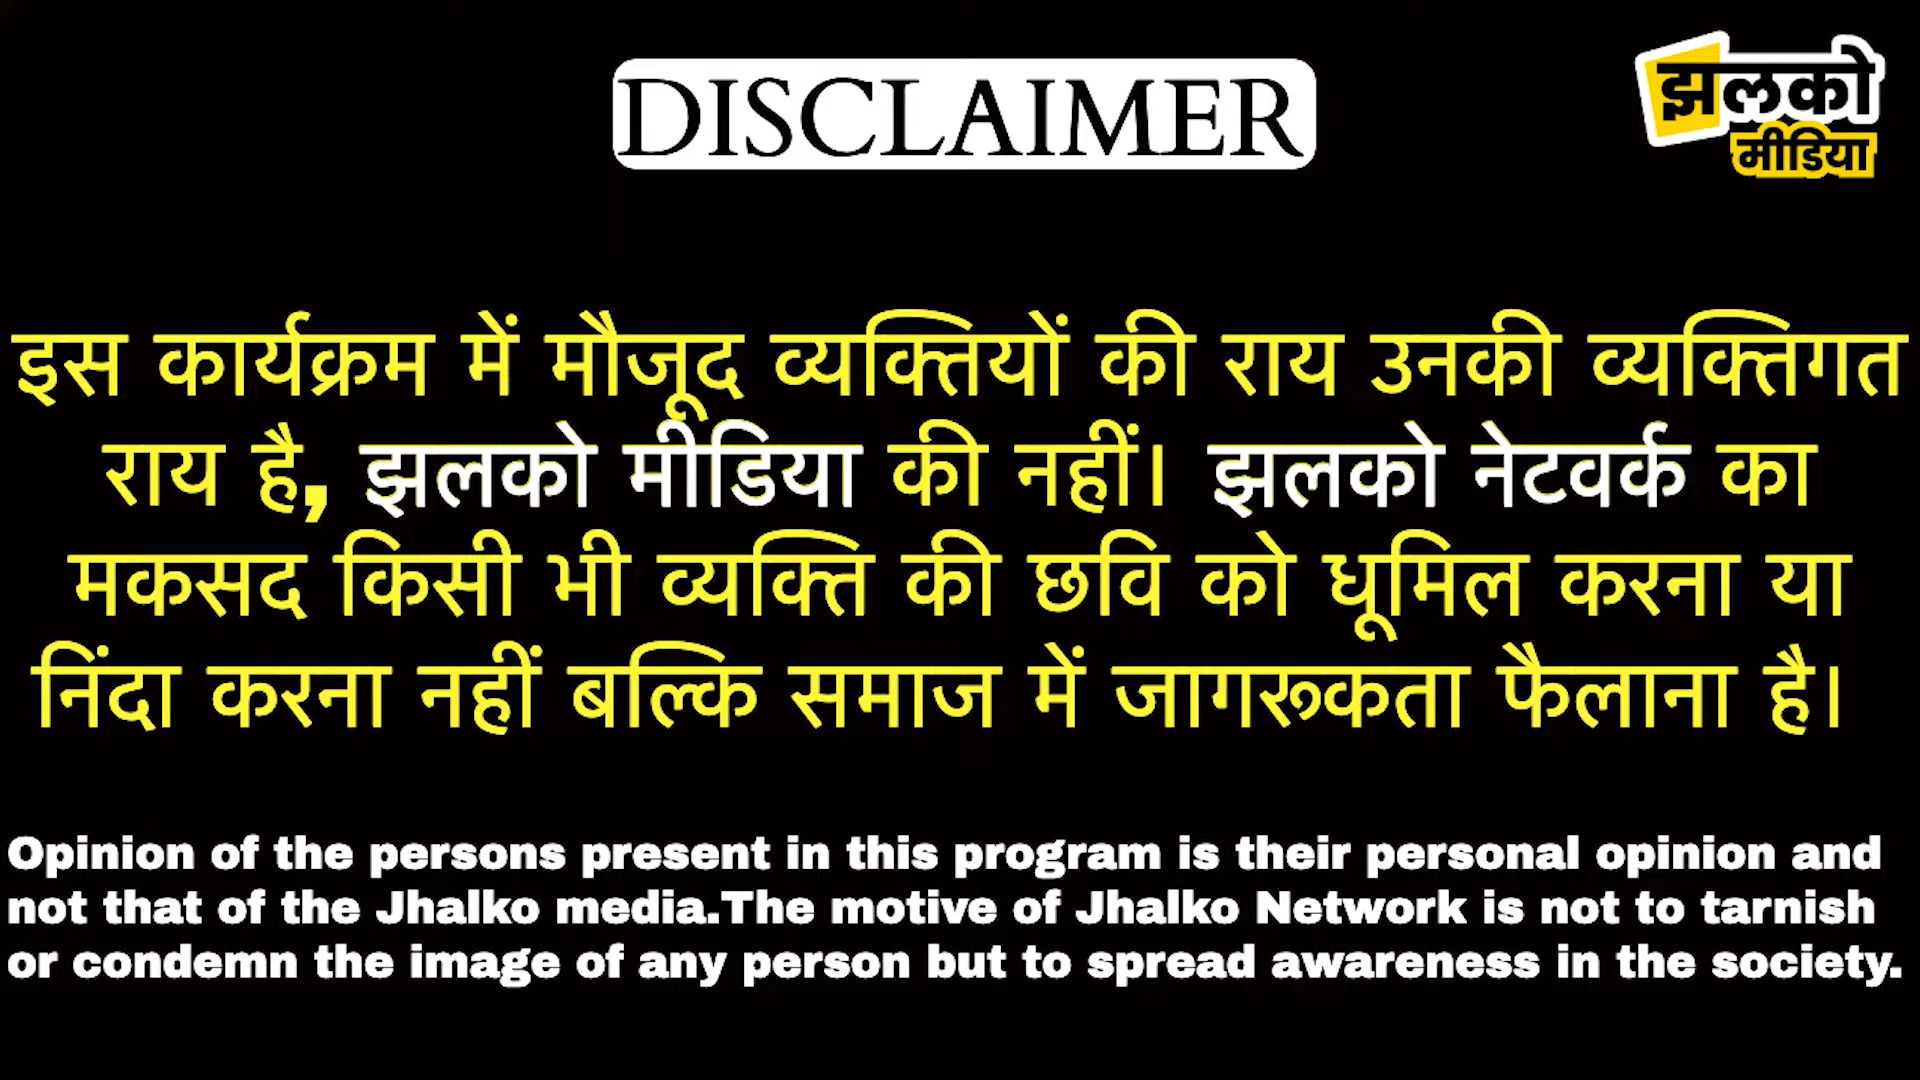 DISCLAIMER
झलको
मीडिया
इस कार्यक्रम में मौजूद व्यक्तियों की राय उनकी व्यक्तिगत
राय है, झलको मीडिया की नहीं। झलको नेटवर्क का
मकसद किसी भी व्यक्ति की छवि को धूमिल करना या
निंदा करना नहीं बल्कि समाज में जागरूकता फैलाना है।
Opinion of the persons present in this program is their personal opinion and
not that of the Jhalko media.The motive of Jhalko Network is not to tarnish
or condemn the image of any person but to spread awareness in the society.